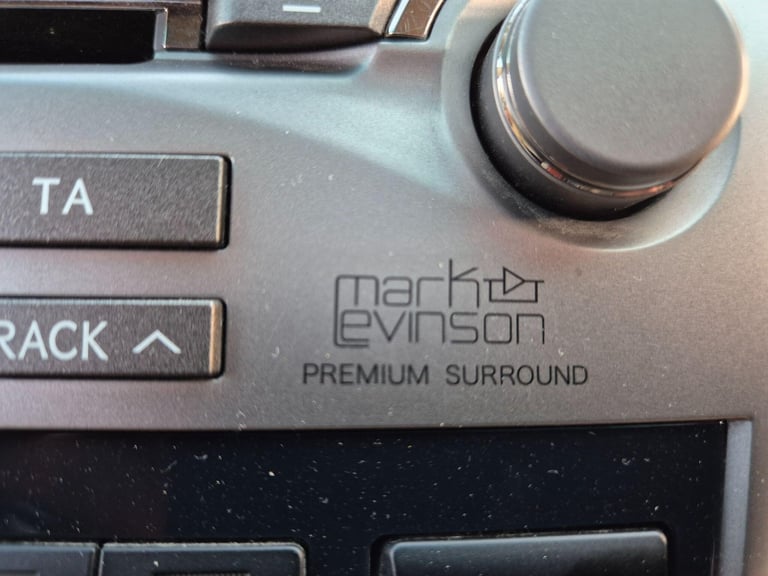 TA
mark
Levinson
RACK
PREMIUM SURROUND